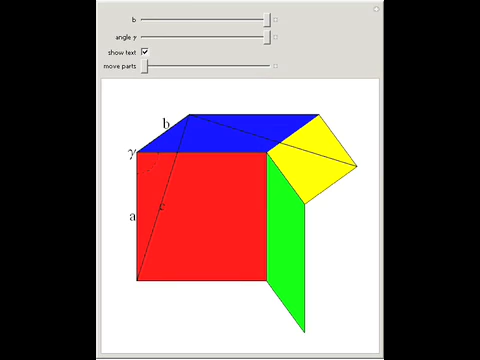 b
angle γ
show text
move parts
b
γ
a
c